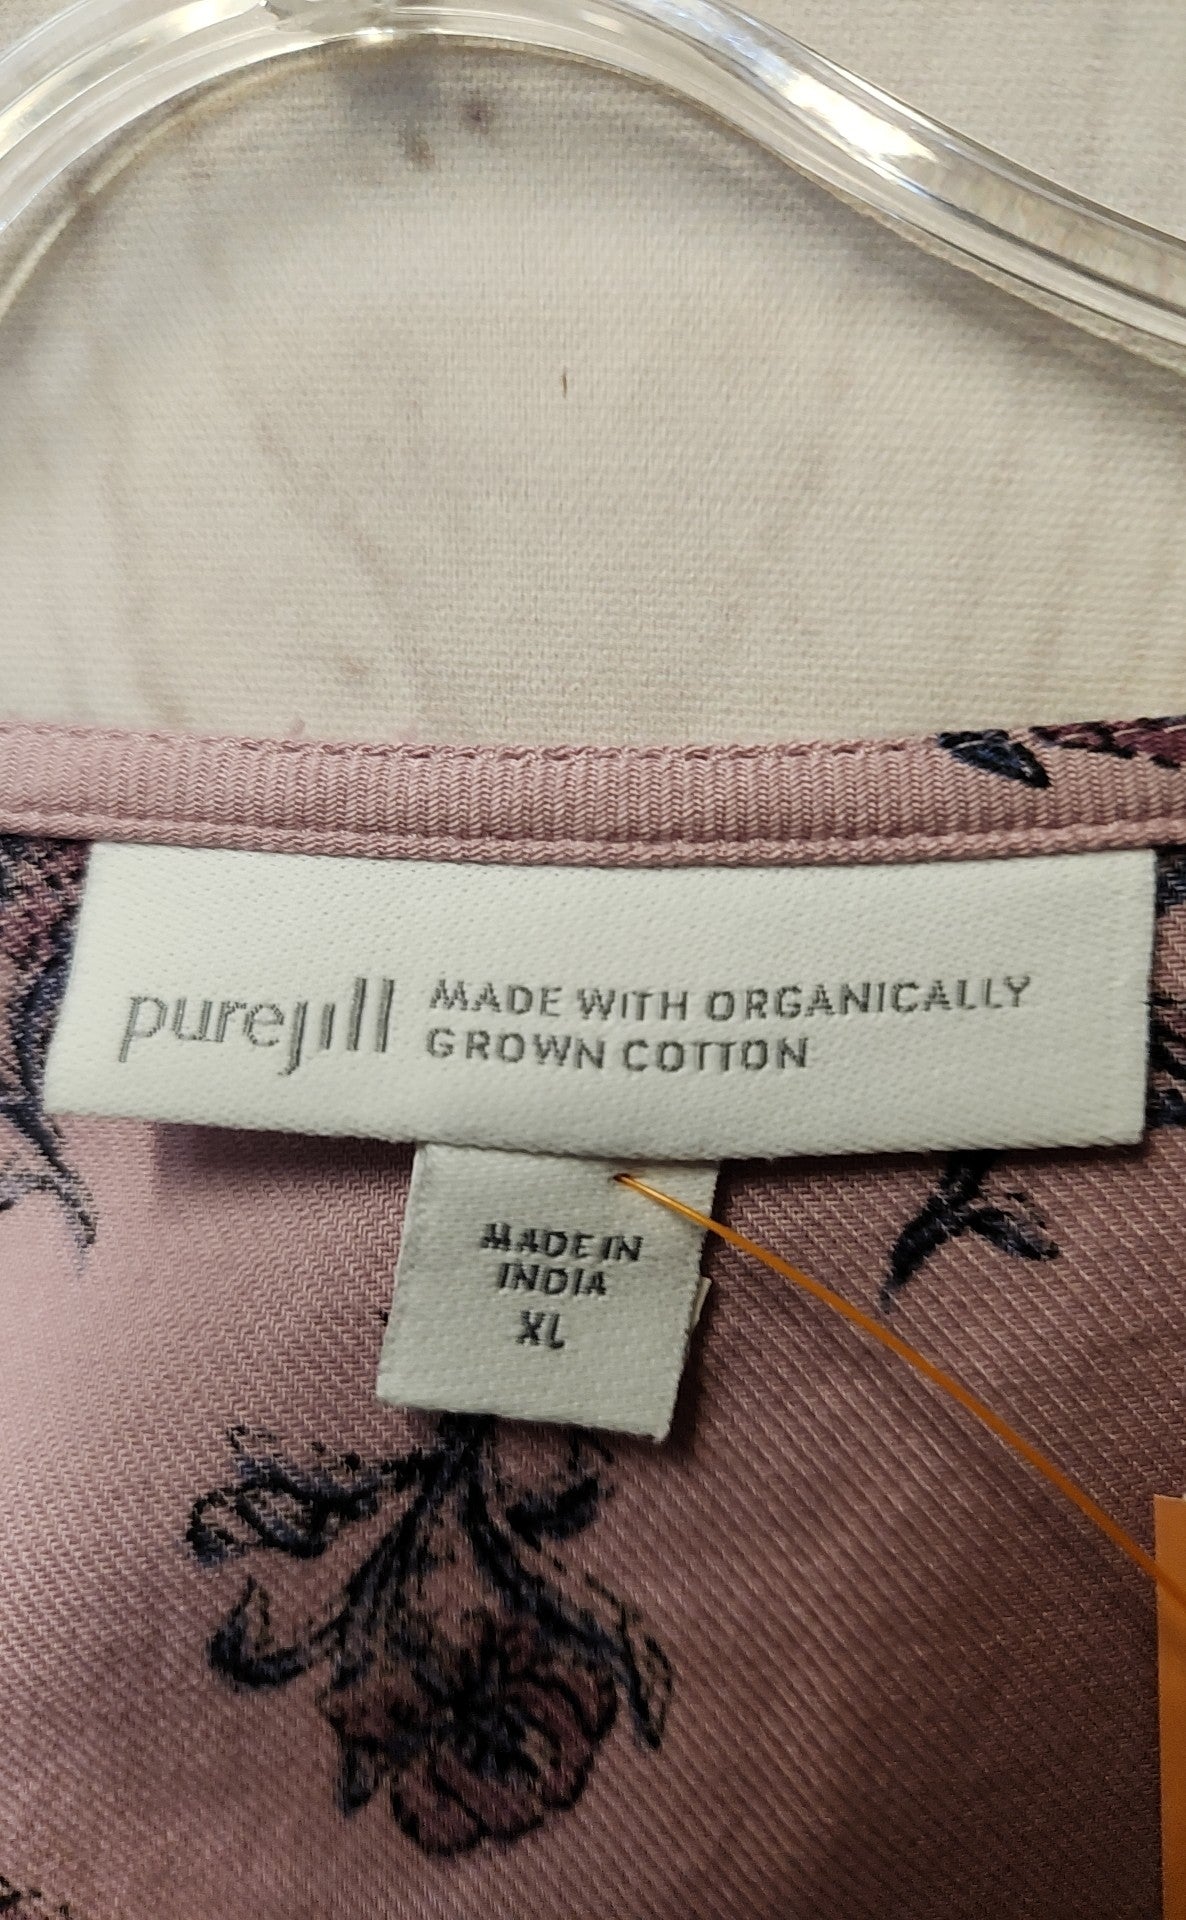 purejill
MADE WITH ORGANICALLY
GROWN COTTON
MADE IN
INDIA
XL